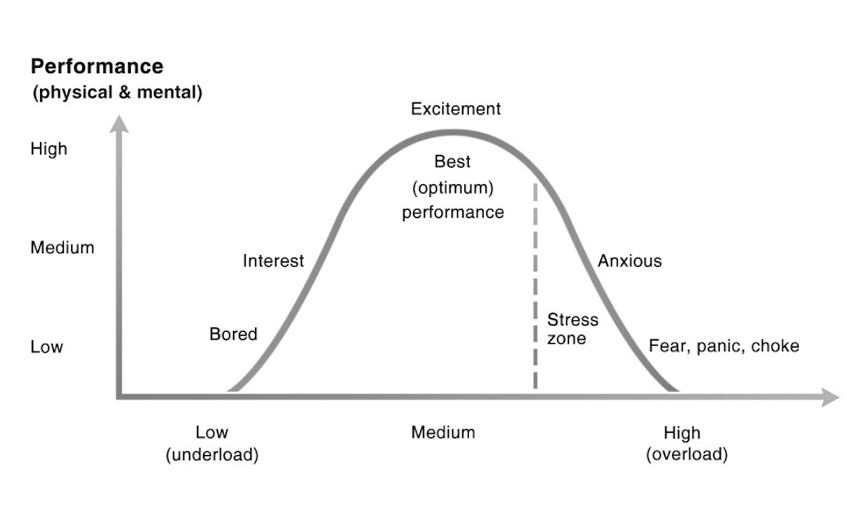 Performance
(physical & mental)
Excitement
High
Best
(optimum)
performance
Medium
Interest
Anxious
Stress
zone
Bored
Low
Fear, panic, choke
Low
(underload)
Medium
High
(overload)